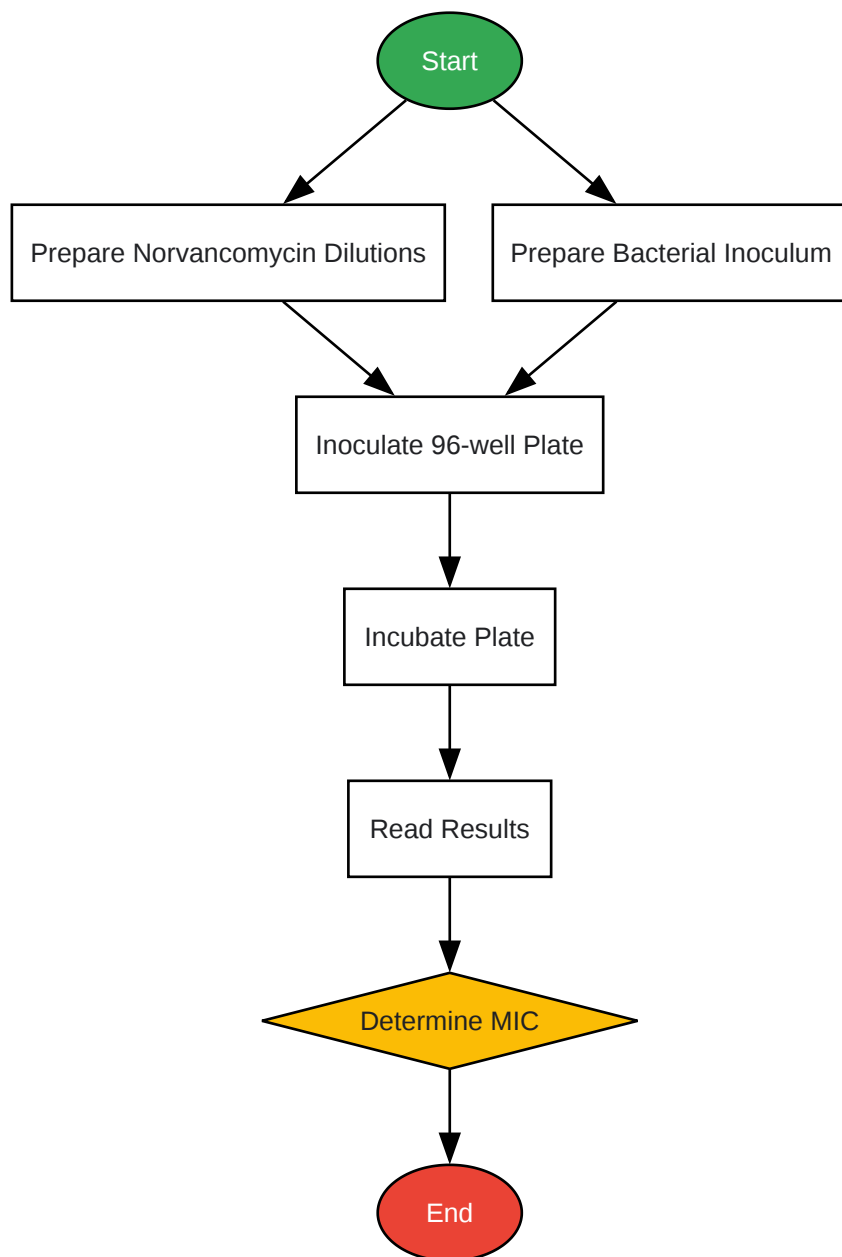 Start
Prepare Norvancomycin Dilutions
Prepare Bacterial Inoculum
Inoculate 96-well Plate
Incubate Plate
Read Results
Determine MIC
End